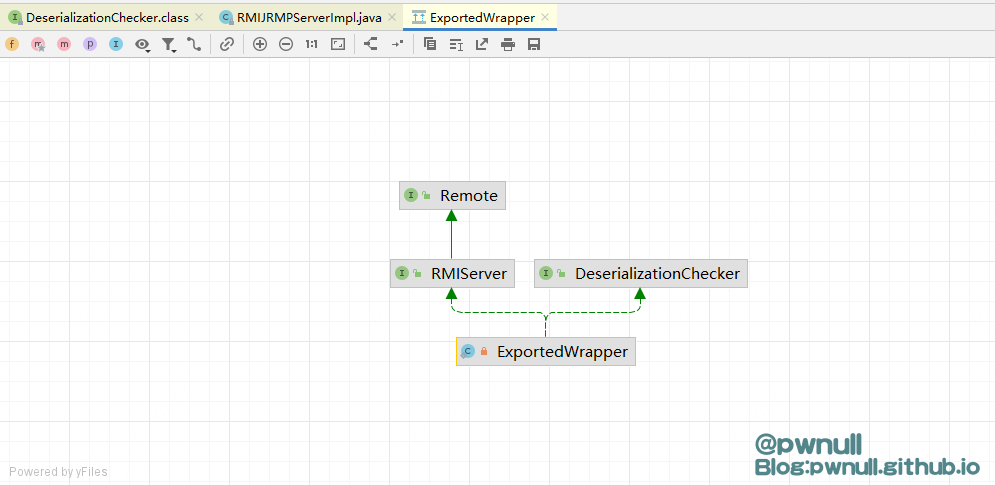 DeserializationChecker.class
RMIJRMPServerImpl.java
ExportedWrapper
1:1
Remote
RMIServer
DeserializationChecker
ExportedWrapper
@pwnull
Blog:pwnull.github.io
Powered by yFiles